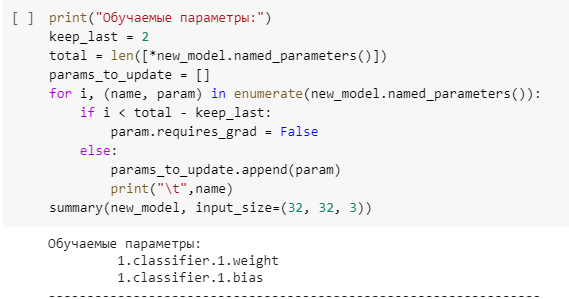 [ ] print("Обучаемые параметры:")
keep_last = 2
total = len([*new_model.named_parameters()])
params_to_update = []
for i, (name, param) in enumerate(new_model.named_parameters()):
    if i < total - keep_last:
        param.requires_grad = False
    else:
        params_to_update.append(param)
        print("\t",name)
summary(new_model, input_size=(32, 32, 3))
Обучаемые параметры:
         1.classifier.1.weight
         1.classifier.1.bias
----------------------------------------------------------------